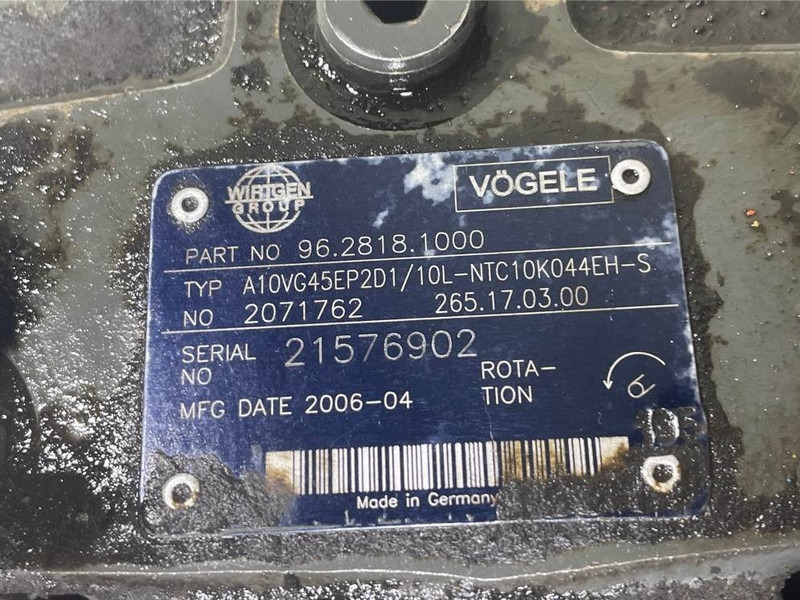 WIRTGEN
GROUP
VÖGELE
PART NO 96.2818.1000
TYP A10VG45EP2D1/10L-NTC10K044EH-S
NO 2071762 265.17.03.00
SERIAL NO 21576902
ROTA-
TION
MFG DATE 2006-04
Made in Germany